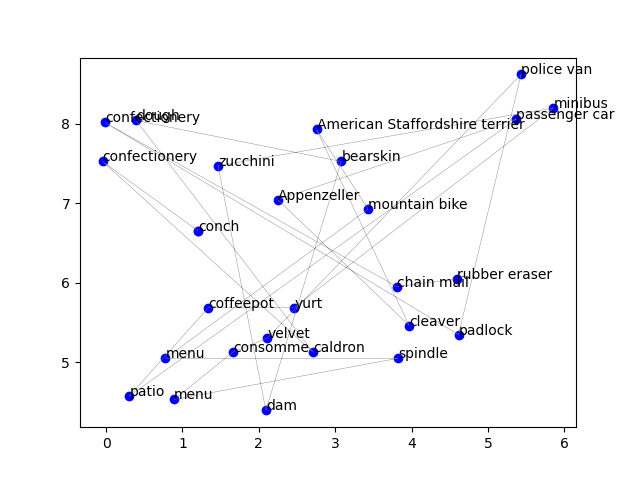 police van
minibus
passenger car
confectionery
dough
American Staffordshire terrier
8
confectionery
zucchini
bearskin
Appenzeller
mountain bike
7
conch
rubber eraser
chain mail
6
coffeepot
yurt
cleaver
padlock
velvet
menu
consomme
caldron
spindle
5
patio
menu
dam
0 1 2 3 4 5 6